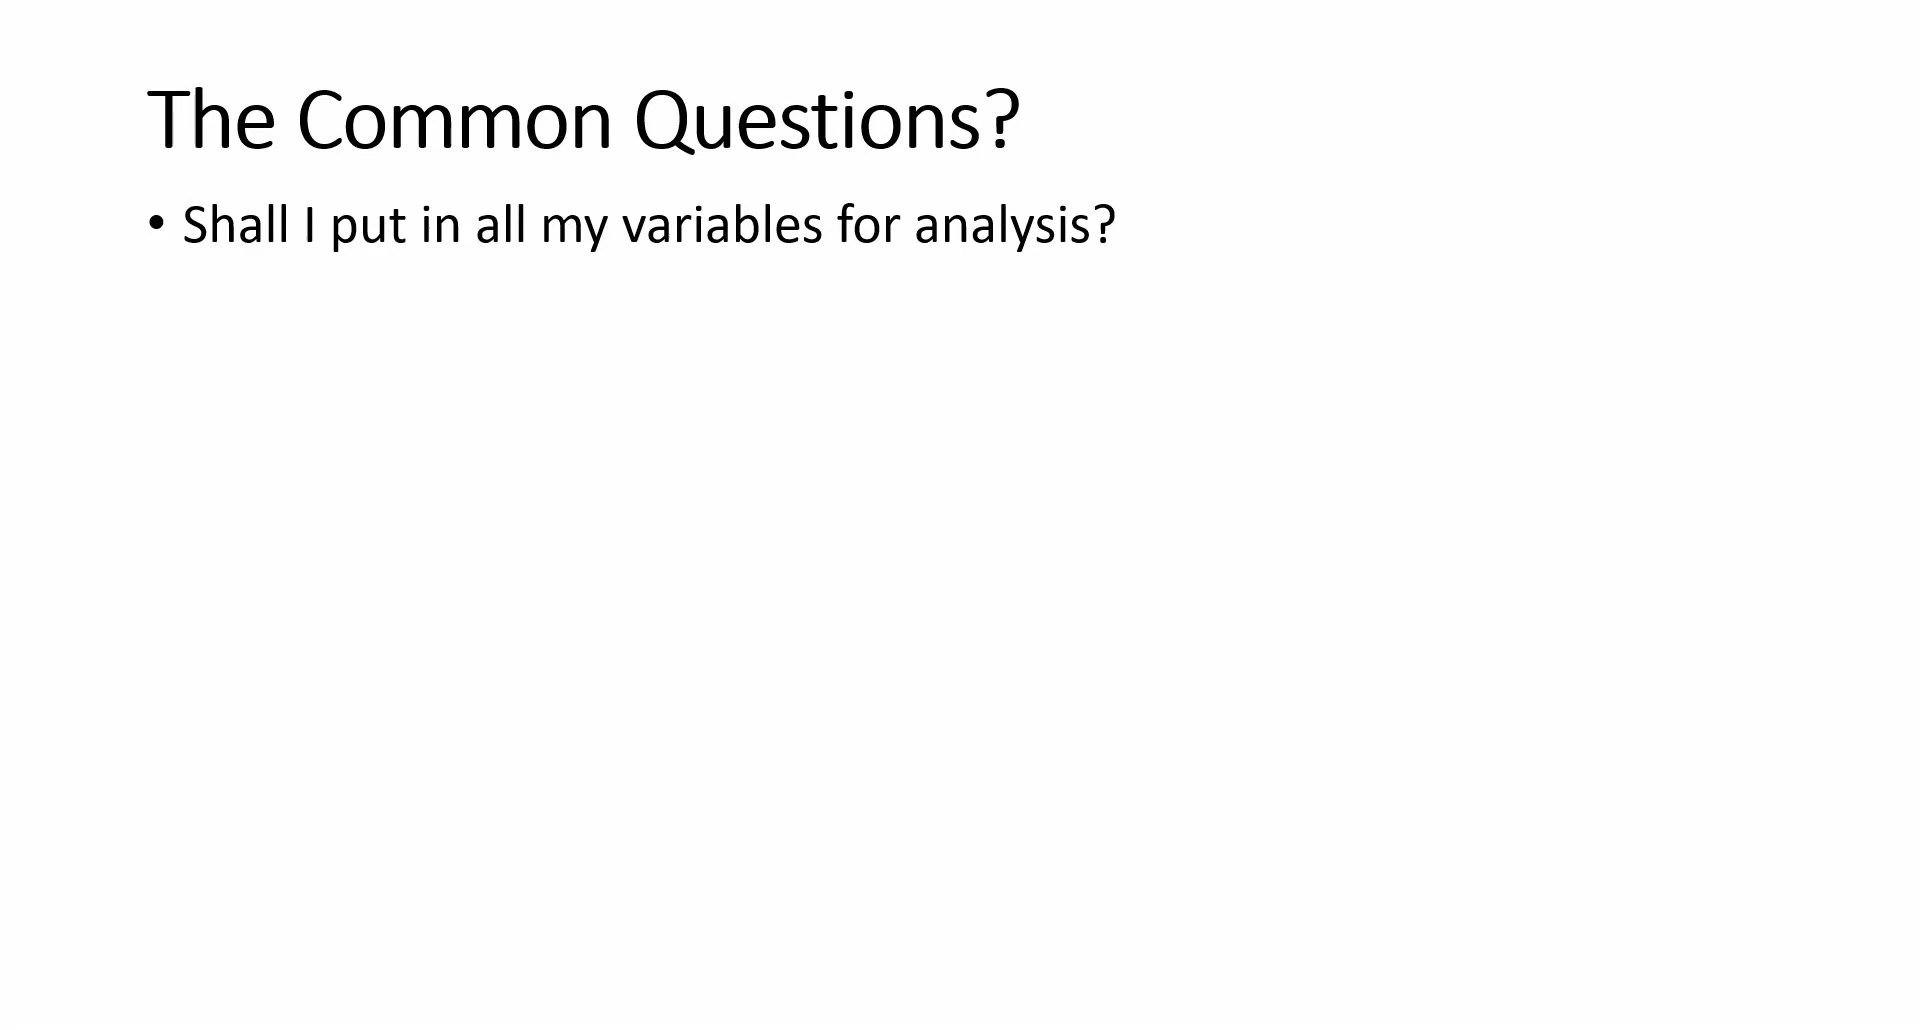 The Common Questions?
• Shall I put in all my variables for analysis?